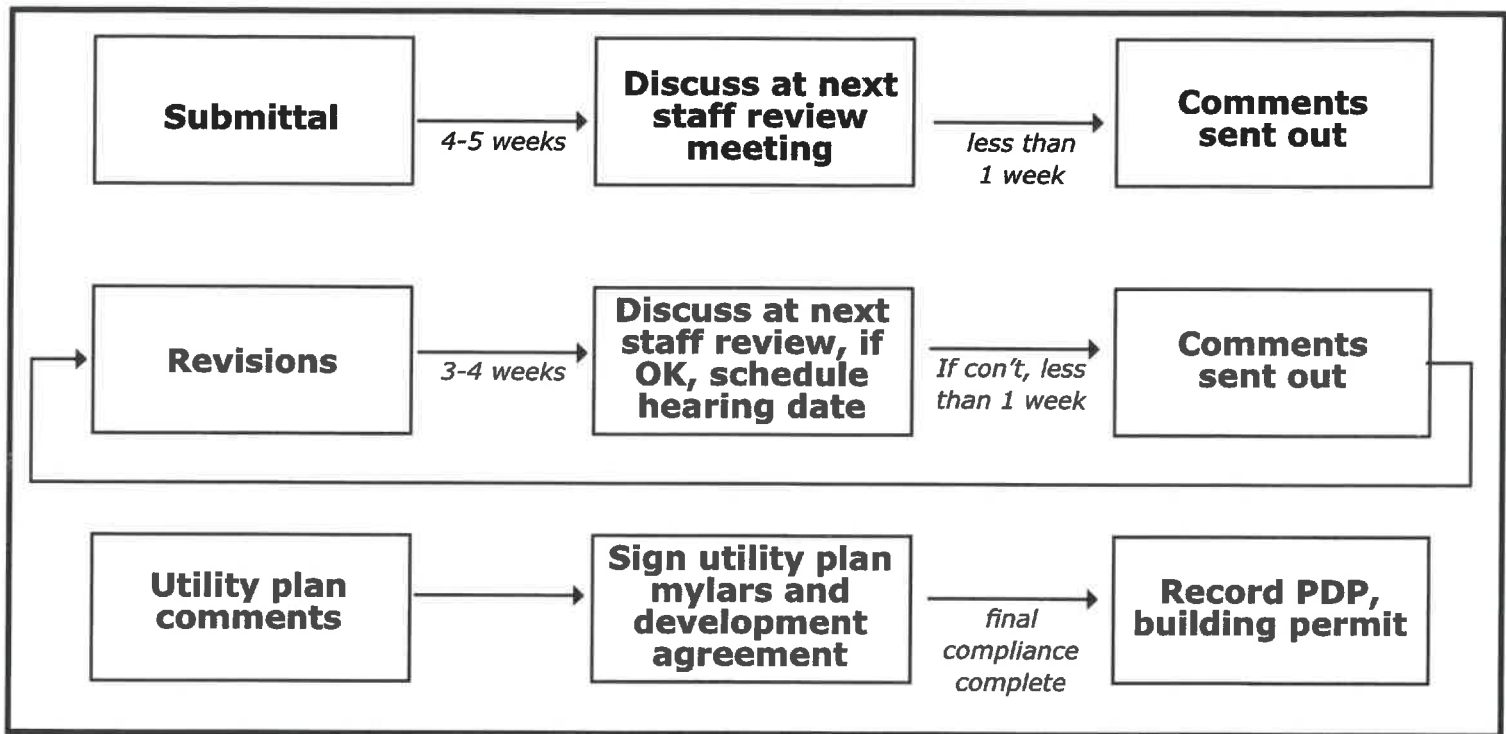 Submittal
4-5 weeks
Discuss at next
staff review
meeting
less than
1 week
Comments
sent out
Revisions
3-4 weeks
Discuss at next
staff review, if
OK, schedule
hearing date
If con't, less
than 1 week
Comments
sent out
Utility plan
comments
Sign utility plan
mylars and
development
agreement
final
compliance
complete
Record PDP,
building permit